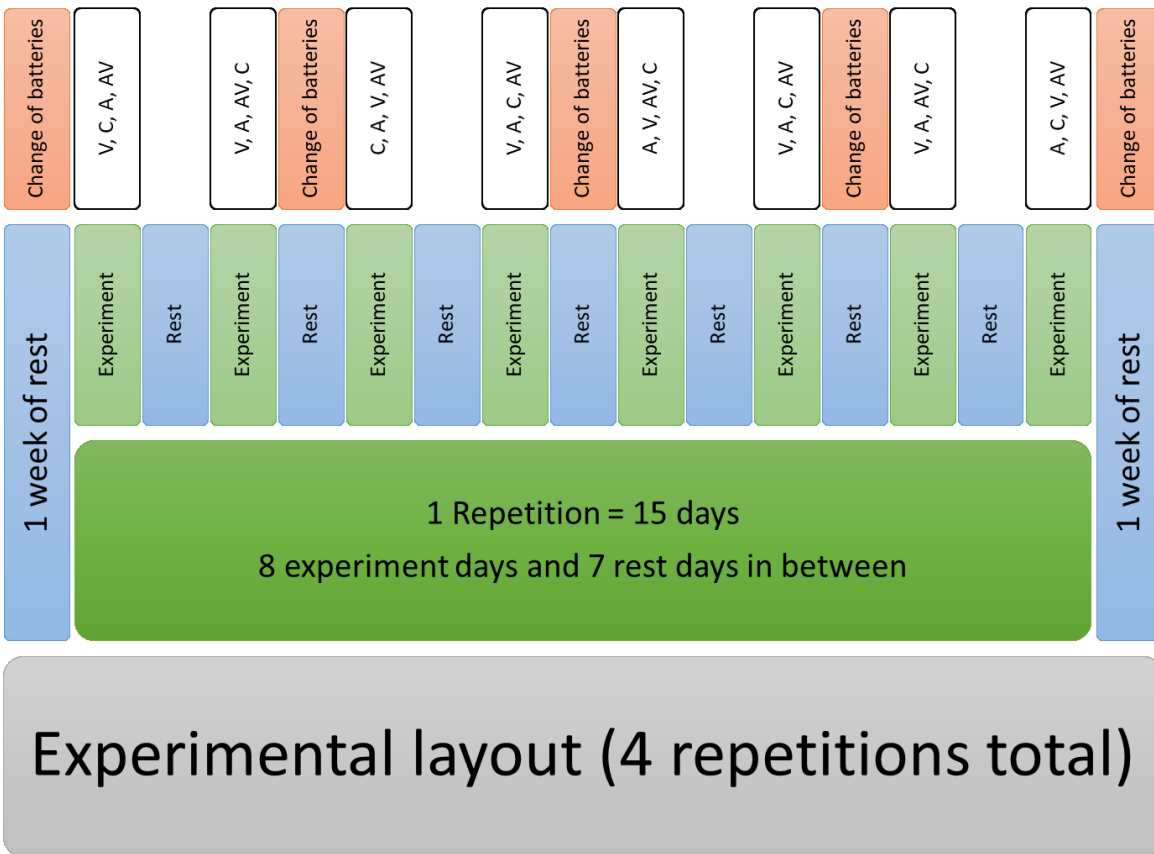 Change of batteries
V, C, A, AV
V, A, AV, C
Change of batteries
C, A, V, AV
V, A, C, AV
Change of batteries
A, V, AV, C
V, A, C, AV
Change of batteries
V, A, AV, C
A, C, V, AV
Change of batteries
1 week of rest
Experiment
Rest
Experiment
Rest
Experiment
Rest
Experiment
Rest
Experiment
Rest
Experiment
Rest
Experiment
Rest
Experiment
1 week of rest
1 Repetition = 15 days
8 experiment days and 7 rest days in between
Experimental layout (4 repetitions total)